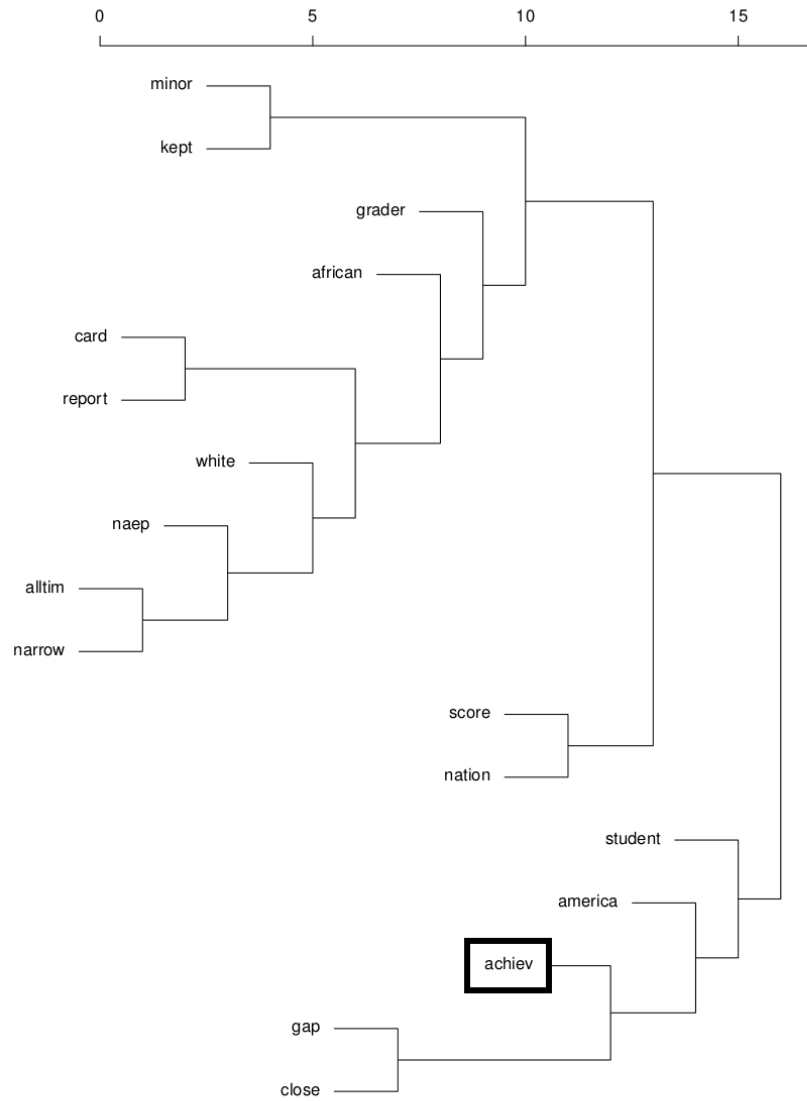 0 5 10 15
minor
kept
grader
african
card
report
white
naep
alltim
narrow
score
nation
student
america
achiev
gap
close